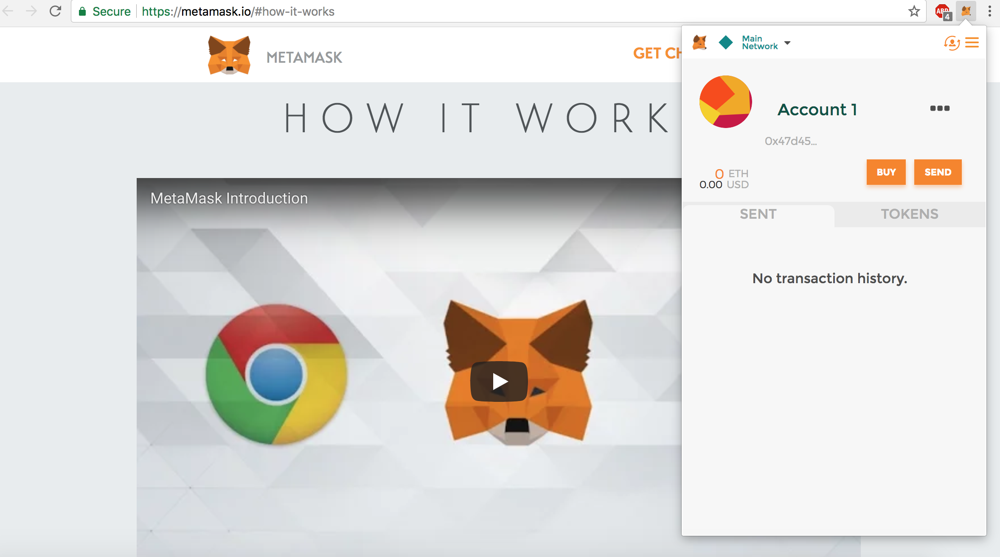 Secure https://metamask.io/#how-it-works
ABP
4
METAMASK
GET CH
HOW IT WORK
MetaMask Introduction
Main
Network
Account 1
0x47d45...
0 ETH
0.00 USD
BUY
SEND
SENT
TOKENS
No transaction history.